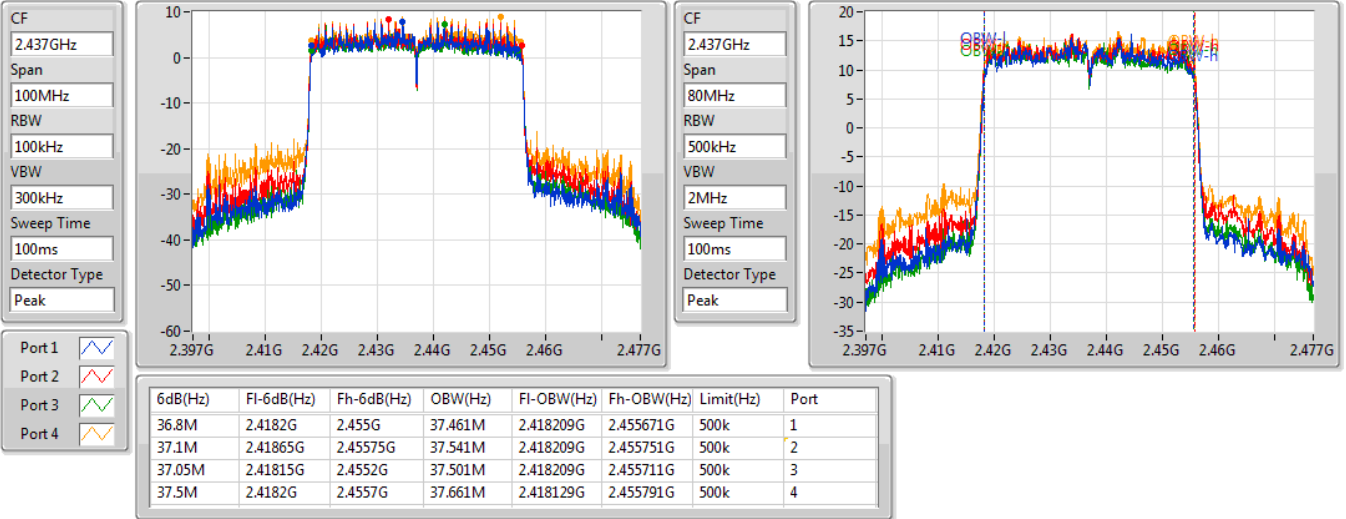 CF
2.437GHz
Span
100MHz
RBW
100kHz
VBW
300kHz
Sweep Time
100ms
Detector Type
Peak
10
0
-10
-20
-30
-40
-50
-60
2.397G 2.41G 2.42G 2.43G 2.44G 2.45G 2.46G 2.477G
CF
2.437GHz
Span
80MHz
RBW
500kHz
VBW
2MHz
Sweep Time
100ms
Detector Type
Peak
20
15
10
5
0
-5
-10
-15
-20
-25
-30
-35
OBW-l
OBW-h
2.397G 2.41G 2.42G 2.43G 2.44G 2.45G 2.46G 2.477G
Port 1
Port 2
Port 3
Port 4
6dB(Hz) Fl-6dB(Hz) Fh-6dB(Hz) OBW(Hz) Fl-OBW(Hz) Fh-OBW(Hz) Limit(Hz) Port
36.8M 2.4182G 2.455G 37.461M 2.418209G 2.455671G 500k 1
37.1M 2.41865G 2.45575G 37.541M 2.418209G 2.455751G 500k 2
37.05M 2.41815G 2.4552G 37.501M 2.418209G 2.455711G 500k 3
37.5M 2.4182G 2.4557G 37.661M 2.418129G 2.455791G 500k 4